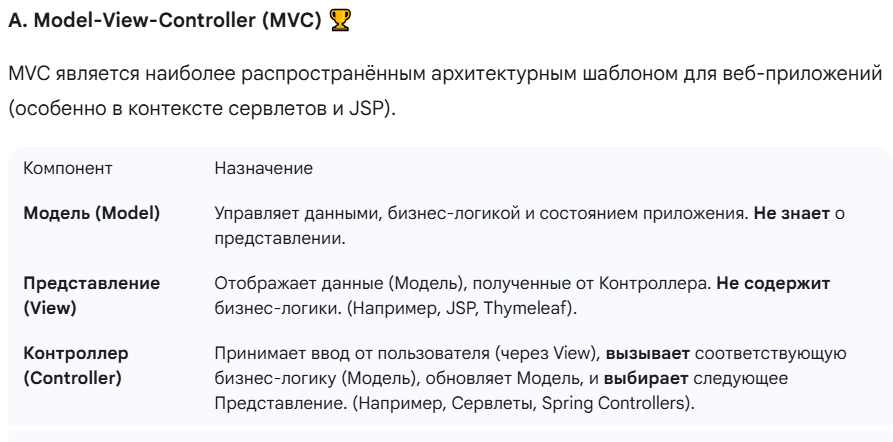 A. Model-View-Controller (MVC) 🏆
MVC является наиболее распространённым архитектурным шаблоном для веб-приложений
(особенно в контексте сервлетов и JSP).
Компонент Назначение
Модель (Model) Управляет данными, бизнес-логикой и состоянием приложения. Не знает о
представлении.
Представление Отображает данные (Модель), полученные от Контроллера. Не содержит
(View) бизнес-логики. (Например, JSP, Thymeleaf).
Контроллер Принимает ввод от пользователя (через View), вызывает соответствующую
(Controller) бизнес-логику (Модель), обновляет Модель, и выбирает следующее
Представление. (Например, Сервлеты, Spring Controllers).